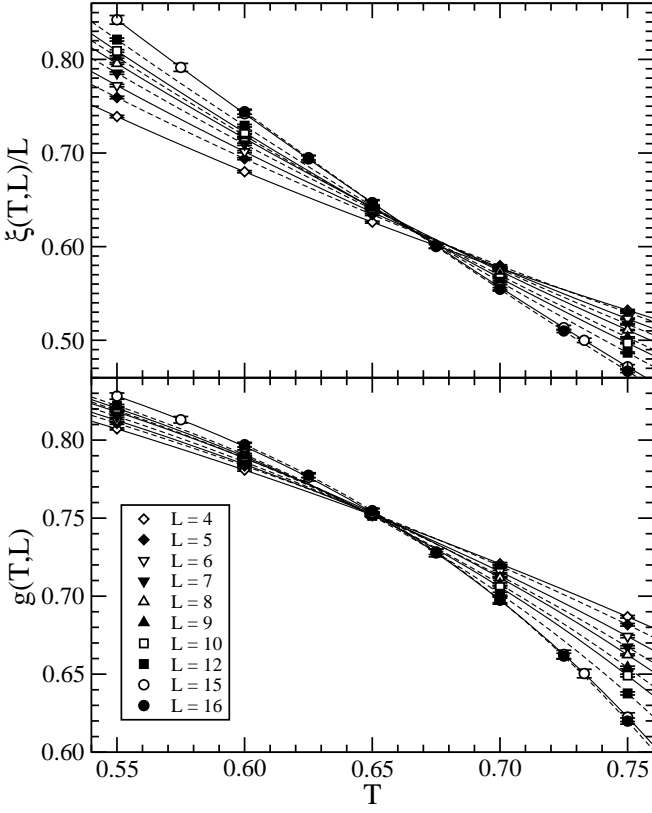 0.80
0.70
0.60
0.50
ξ(T,L)/L
0.80
0.75
0.70
0.65
0.60
g(T,L)
L = 4
L = 5
L = 6
L = 7
L = 8
L = 9
L = 10
L = 12
L = 15
L = 16
0.55 0.60 0.65 0.70 0.75
T